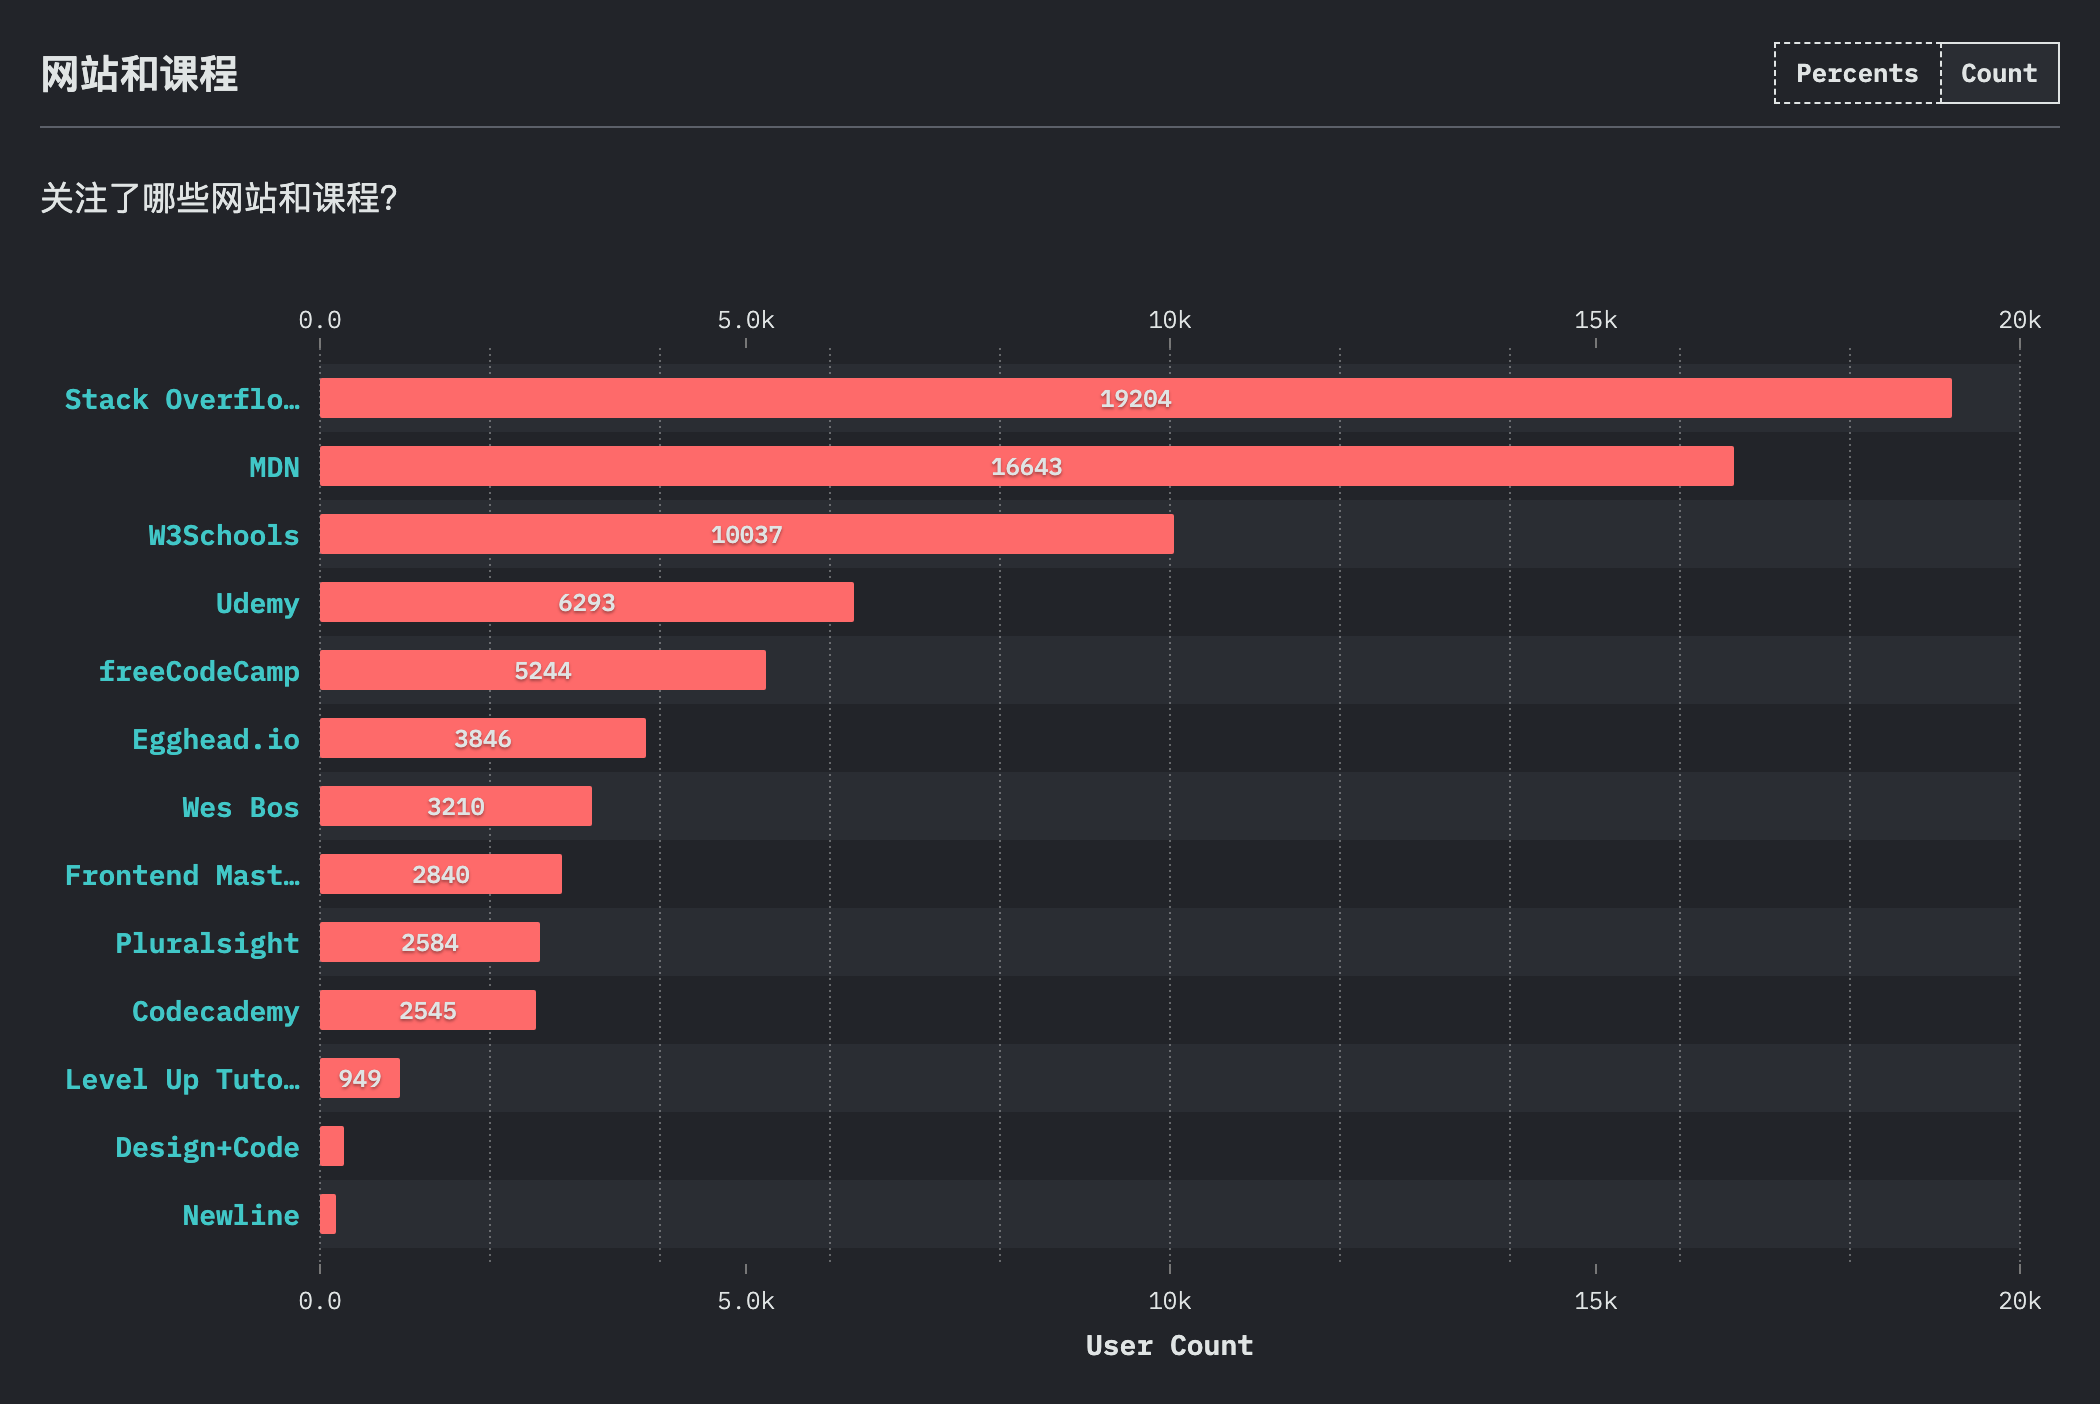 网站和课程
Percents Count
关注了哪些网站和课程?
0.0 5.0k 10k 15k 20k
Stack Overflo… 19204
MDN 16643
W3Schools 10037
Udemy 6293
freeCodeCamp 5244
Egghead.io 3846
Wes Bos 3210
Frontend Mast… 2840
Pluralsight 2584
Codecademy 2545
Level Up Tuto… 949
Design+Code
Newline
0.0 5.0k 10k 15k 20k
User Count